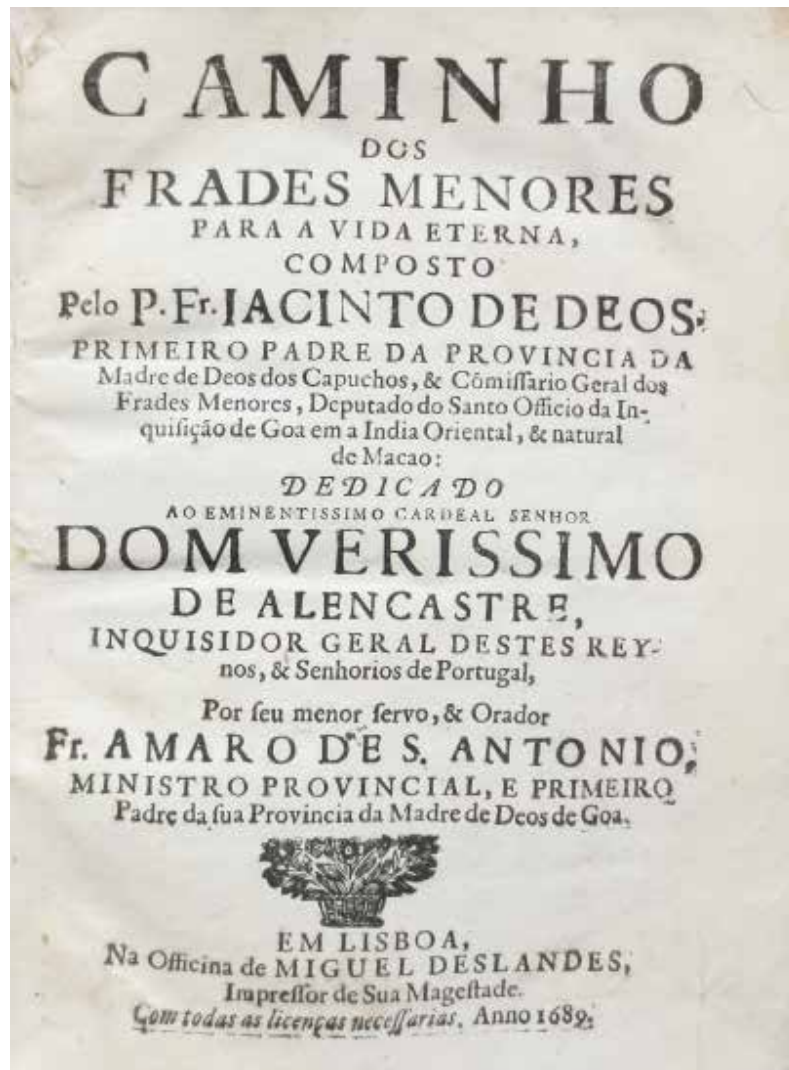 CAMINHO
DOS
FRADES MENORES
PARA A VIDA ETERNA,
COMPOSTO
Pelo P. Fr. JACINTO DE DEOS.
PRIMEIRO PADRE DA PROVINCIA DA
Madre de Deos dos Capuchos, & Cõmiſſario Geral dos
Frades Menores, Deputado do Santo Officio da In-
quiſição de Goa em a India Oriental, & natural
de Macao:
DEDICADO
AO EMINENTISSIMO CARDEAL SENHOR
DOM VERISSIMO
DE ALENCASTRE,
INQUISIDOR GERAL DESTES REY-
nos, & Senhorios de Portugal,
Por ſeu menor ſervo, & Orador
Fr. AMARO DE S. ANTONIO,
MINISTRO PROVINCIAL, E PRIMEIRO
Padre da ſua Provincia da Madre de Deos de Goa.
EM LISBOA,
Na Officina de MIGUEL DESLANDES,
Impreſſor de Sua Mageſtade.
Com todas as licenças neceſſarias. Anno 1689.